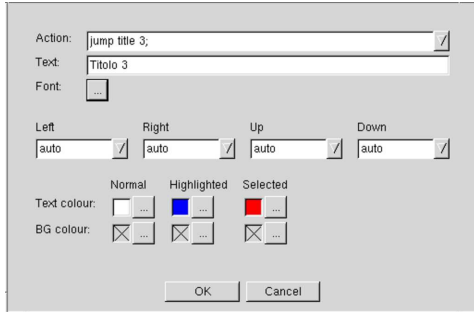 Action: jump title 3;
Text: Titolo 3
Font: ...
Left Right Up Down
auto auto auto auto
Normal Highlighted Selected
Text colour: ... ... ...
BG colour: ... ... ...
OK Cancel